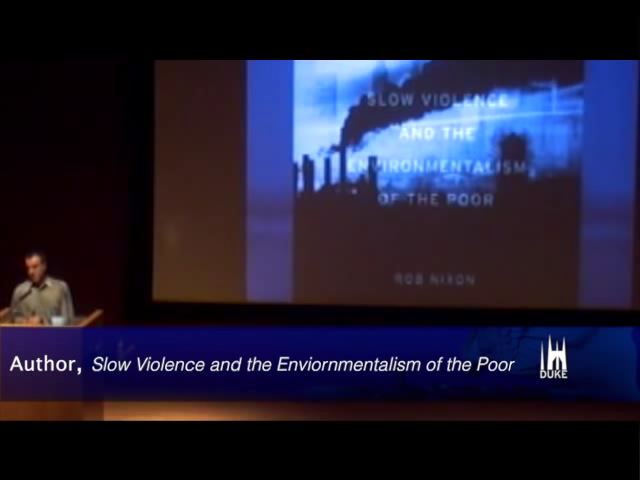 SLOW VIOLENCE
AND THE
ENVIRONMENTALISM
OF THE POOR
ROB NIXON
Author, Slow Violence and the Enviornmentalism of the Poor
DUKE